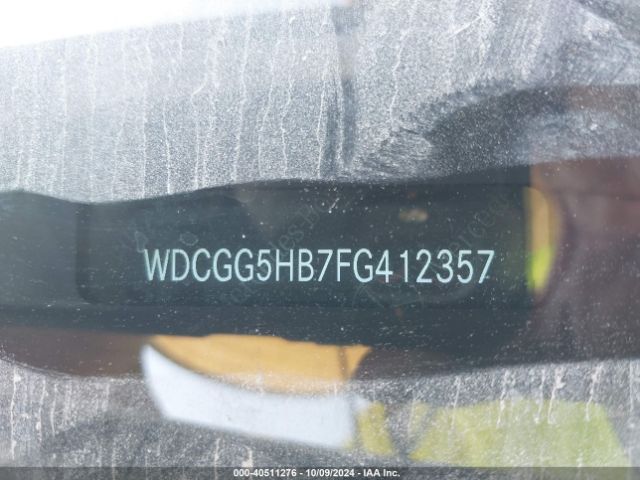 WDCGG5HB7FG412357
000-40511276 - 10/09/2024 - IAA Inc.